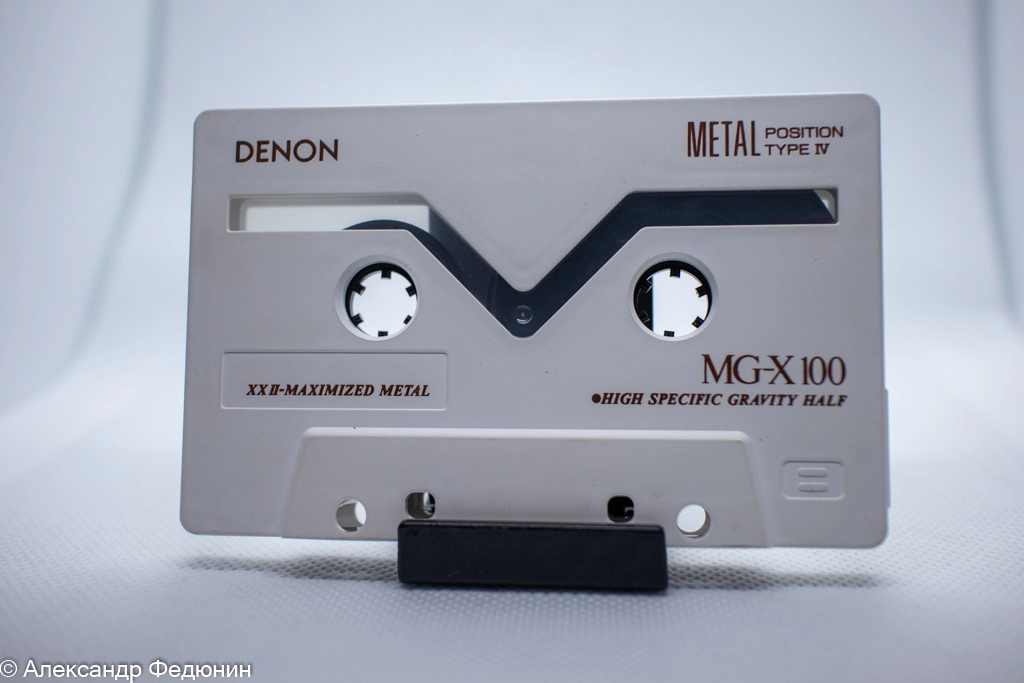 DENON
METAL POSITION
TYPE IV
MG-X 100
XX II-MAXIMIZED METAL
●HIGH SPECIFIC GRAVITY HALF
© Александр Федюнин